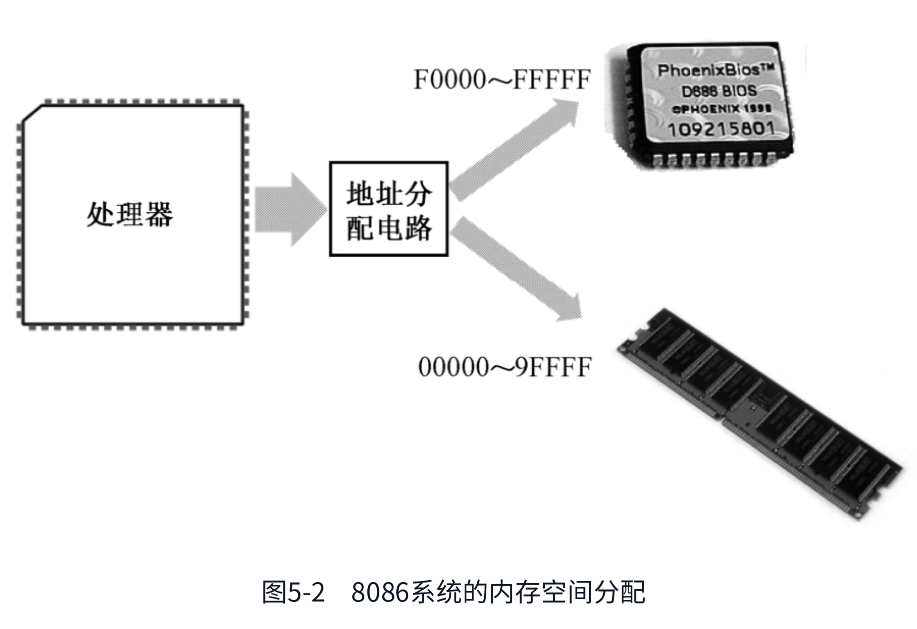 F0000～FFFFF
PhoenixBios™
D686 BIOS
©PHOENIX 1998
109215801
处理器
地址分
配电路
00000～9FFFF
图5-2 8086系统的内存空间分配